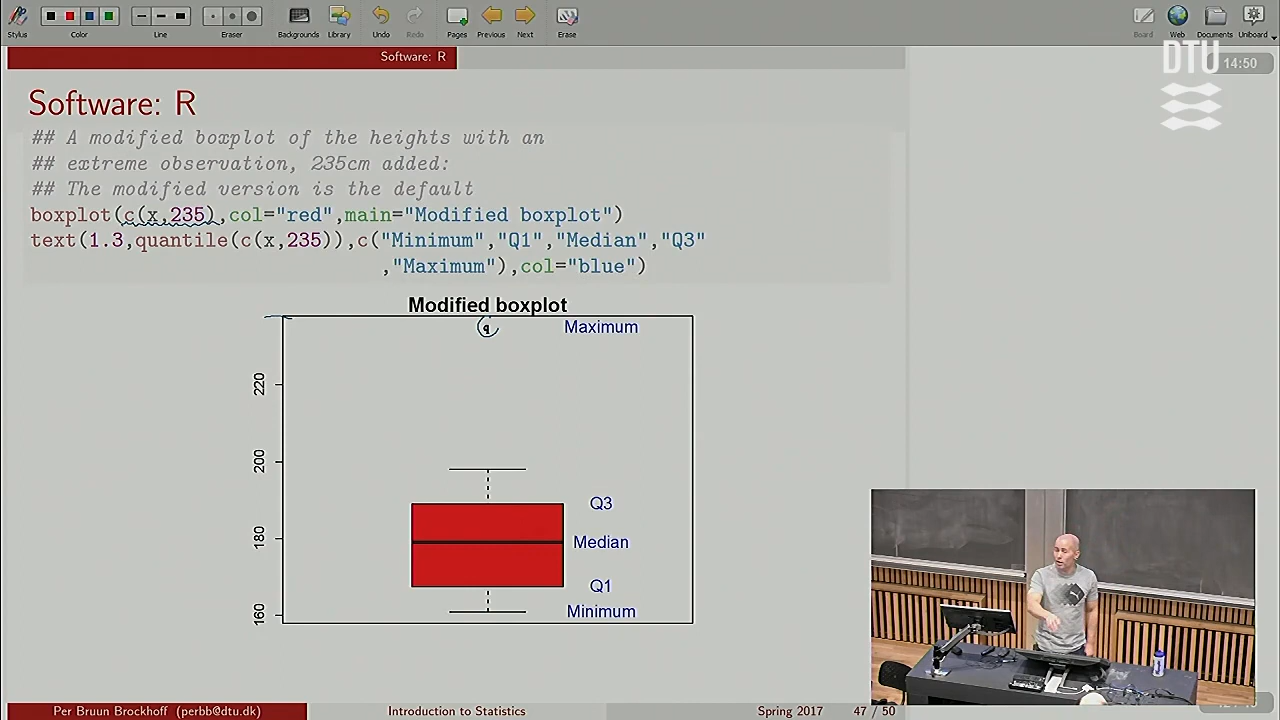 Stylus Color Line Eraser Backgrounds Library Undo Redo Pages Previous Next Erase Board Web Documents Uniboard
Software: R
DTU
14:50
Software: R
## A modified boxplot of the heights with an
## extreme observation, 235cm added:
## The modified version is the default
boxplot(c(x,235),col="red",main="Modified boxplot")
text(1.3,quantile(c(x,235)),c("Minimum","Q1","Median","Q3"
,"Maximum"),col="blue")
Modified boxplot
Maximum
220
200
Q3
180
Median
Q1
160
Minimum
Per Bruun Brockhoff (perbb@dtu.dk) Introduction to Statistics Spring 2017 47 / 50